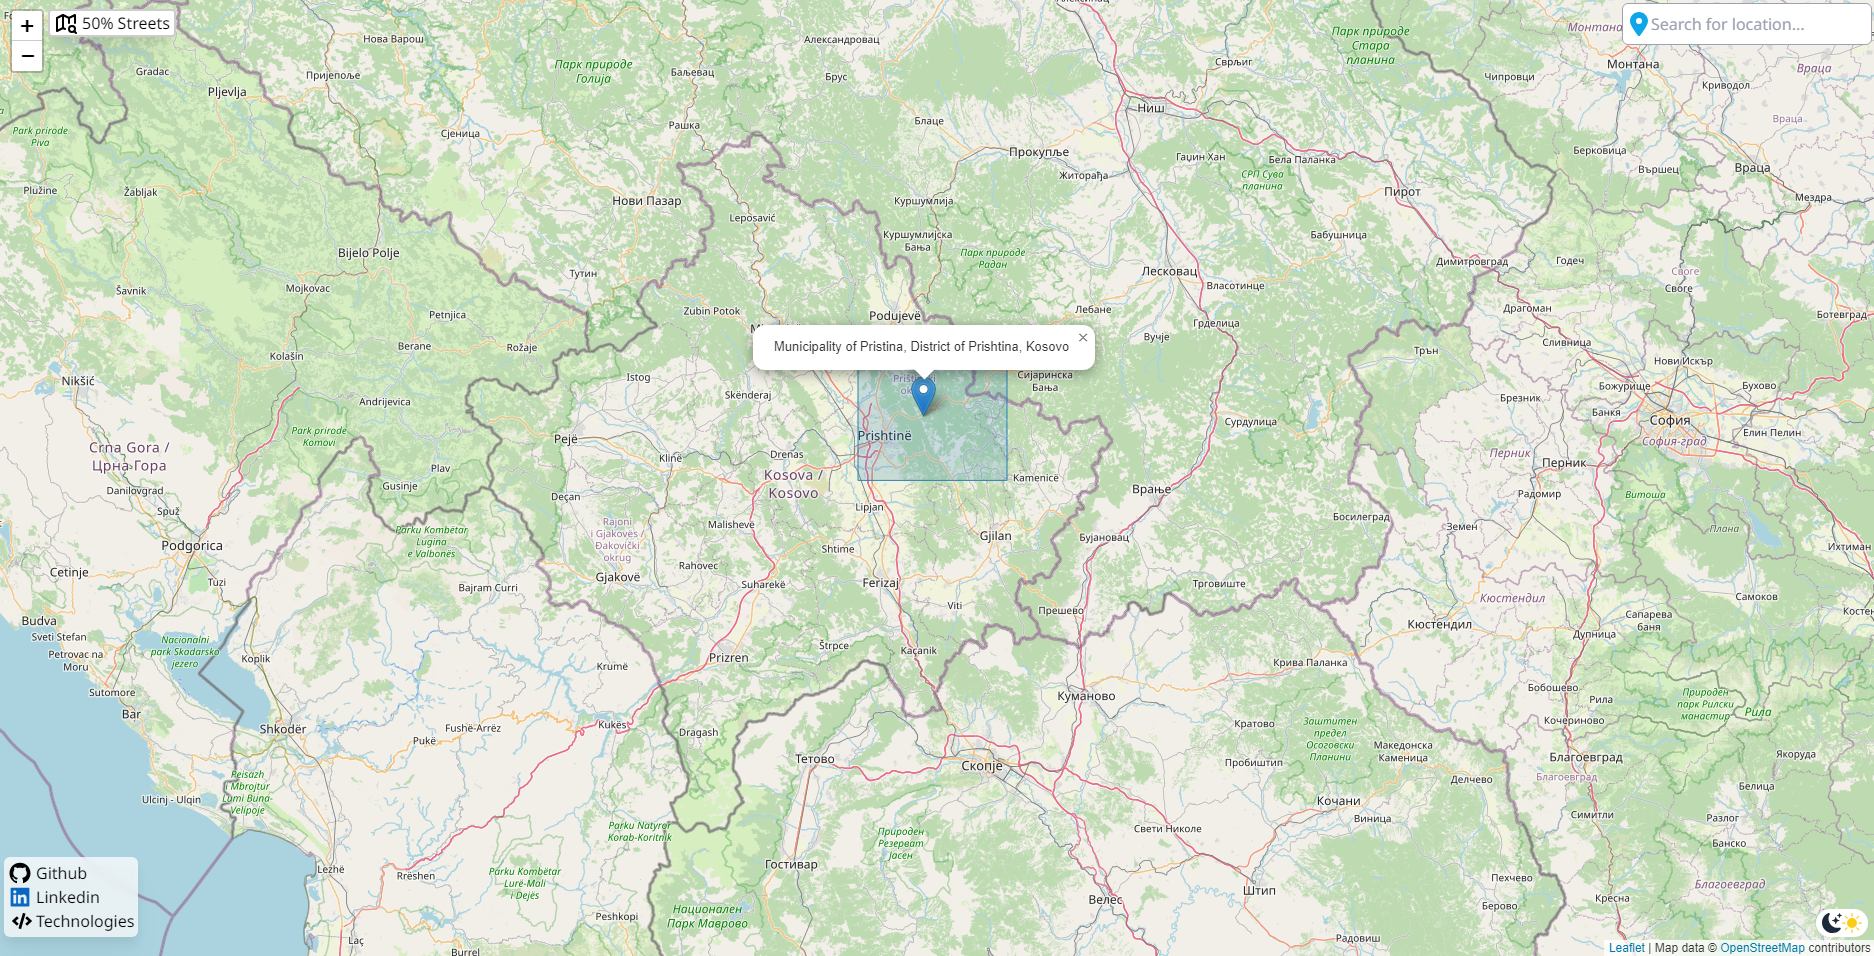 +
−
50% Streets
Search for location...
Municipality of Pristina, District of Prishtina, Kosovo
×
Нова Варош
Александровац
Парк природе
Стара
планина
Монтана
Gradac
Пријепоље
Парк природе
Голија
Баљевац
Брус
Сврљиг
Чипровци
Монтана
Враца
Pljevlja
Криводол
Ниш
Враца
Park prirode
Piva
Сјеница
Рашка
Блаце
Прокупље
Гаџин Хан
Бела Паланка
Берковица
Житорађа
СРП Сува
планина
Вършец
Враца
Plužine
Žabljak
Нови Пазар
Куршумлија
Пирот
Мездра
Leposavić
Куршумлијска
Бања
Бабушница
Bijelo Polje
Парк природе
Радан
Димитровград
Годеч
Тутин
Лесковац
Власотинце
Своге
Своге
Šavnik
Mojkovac
Petnjica
Zubin Potok
Podujevë
Лебане
Грделица
Драгоман
Ботевград
Вучје
Сливница
Berane
Rožaje
Kolašin
Трън
Нови Искър
Nikšić
Istog
Сијаринска
Бања
Божурище
Бухово
Andrijevica
Skënderaj
Брезник
Банкя
София
Park prirode
Komovi
Pejë
Prishtinë
Сурдулица
Елин Пелин
София-град
Crna Gora /
Црна Гора
Klinë
Drenas
Перник
Перник
Plav
Kosova /
Kosovo
Kamenicë
Gusinje
Danilovgrad
Deçan
Врање
Радомир
Витоша
Spuž
Lipjan
Босилеград
Rajoni
i Gjakovës /
Đakovički
okrug
Malishevë
Земен
Плана
Parku Kombëtar
Lugina
e Valbonës
Podgorica
Shtime
Gjilan
Бујановац
Ихтиман
Cetinje
Tuzi
Bajram Curri
Gjakovë
Rahovec
Suharekë
Ferizaj
Трговиште
Кюстендил
Самоков
Viti
Прешево
Budva
Сапарева
баня
Косте
Кюстендил
Дупница
Sveti Stefan
Petrovac na
Moru
Nacionalni
park Skadarsko
jezero
Koplik
Krumë
Prizren
Štrpce
Kaçanik
Крива Паланка
Sutomore
Куманово
Бобошево
Рила
Природен
парк Рилски
манастир
Рила
Bar
Shkodër
Fushë-Arrëz
Kukës
Dragash
Кратово
Заштитен
предел
Осоговски
Планини
Кочериново
Pukë
Македонска
Каменица
Благоевград
Якоруда
Тетово
Скопје
Пробиштип
Делчево
Благоевград
Белица
Reisazh
i Mbrojtur
Lumi Buna-
Velipojë
Ulcinj - Ulqin
Кочани
Виница
Симитли
Разлог
Parku Natyror
Korab-Koritnik
Природен
Резерват
Јасен
Свети Николе
Банско
Гостивар
Lezhë
Rrëshen
Parku Kombëtar
Lurë-Mali
i Dejës
Пехчево
Благоевград
Github
Linkedin
Technologies
Штип
Велес
Берово
Кресна
Национален
Парк Маврово
Peshkopi
Laç
Burrel
Радовиш
Leaflet | Map data © OpenStreetMap contributors